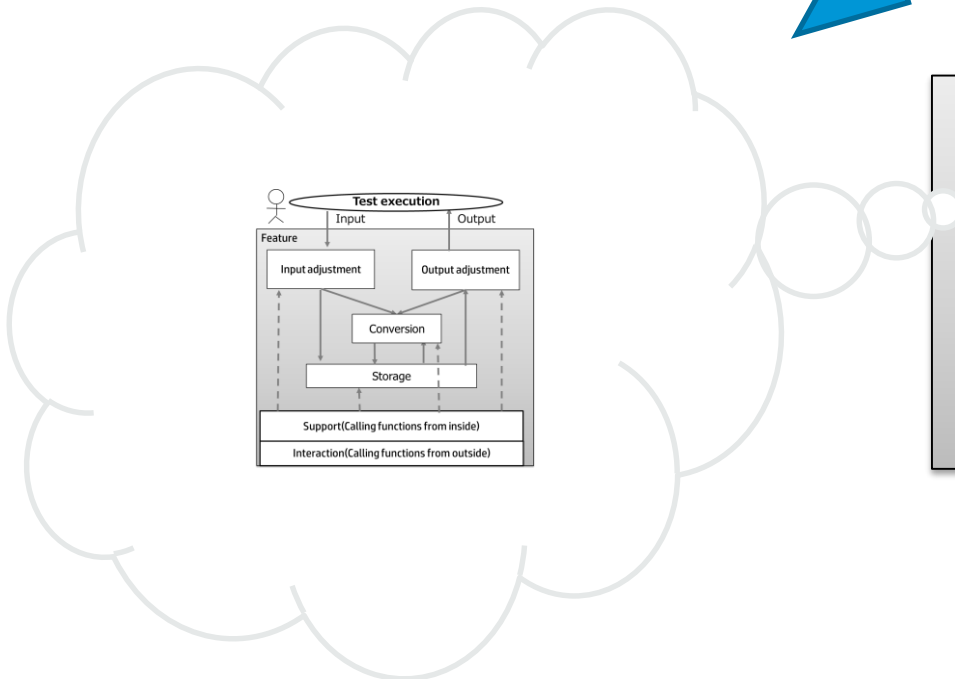 Test execution
Input
Output
Feature
Input adjustment
Output adjustment
Conversion
Storage
Support(Calling functions from inside)
Interaction(Calling functions from outside)